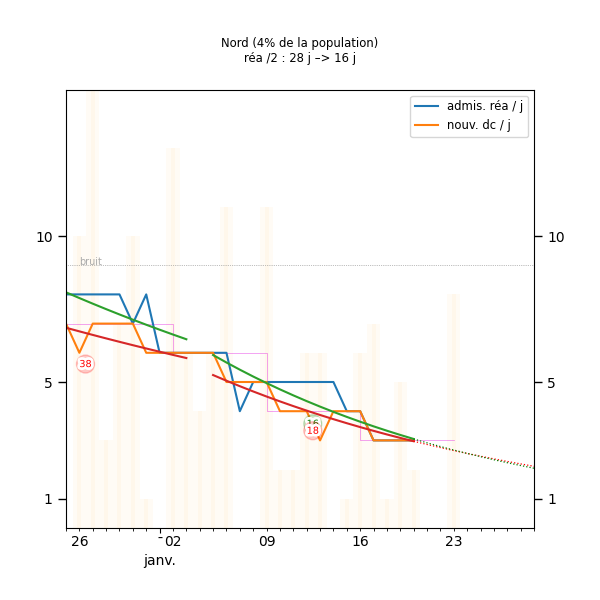 Nord (4% de la population)
réa /2 : 28 j –> 16 j
admis. réa / j
nouv. dc / j
10
10
bruit
5
5
38
18
1
1
26
02
09
16
23
janv.